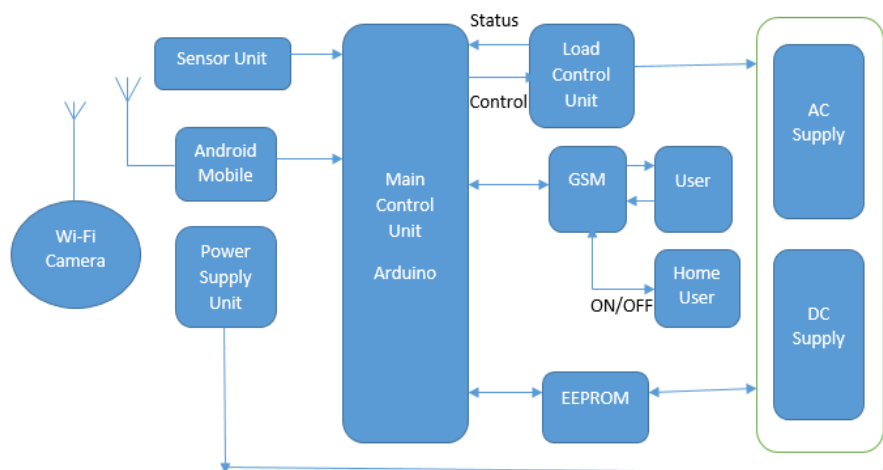 Status
Sensor Unit
Load
Control
Unit
Control
AC
Supply
Android
Mobile
Main
Control
Unit
Arduino
GSM
User
Wi-Fi
Camera
Power
Supply
Unit
Home
User
ON/OFF
DC
Supply
EEPROM